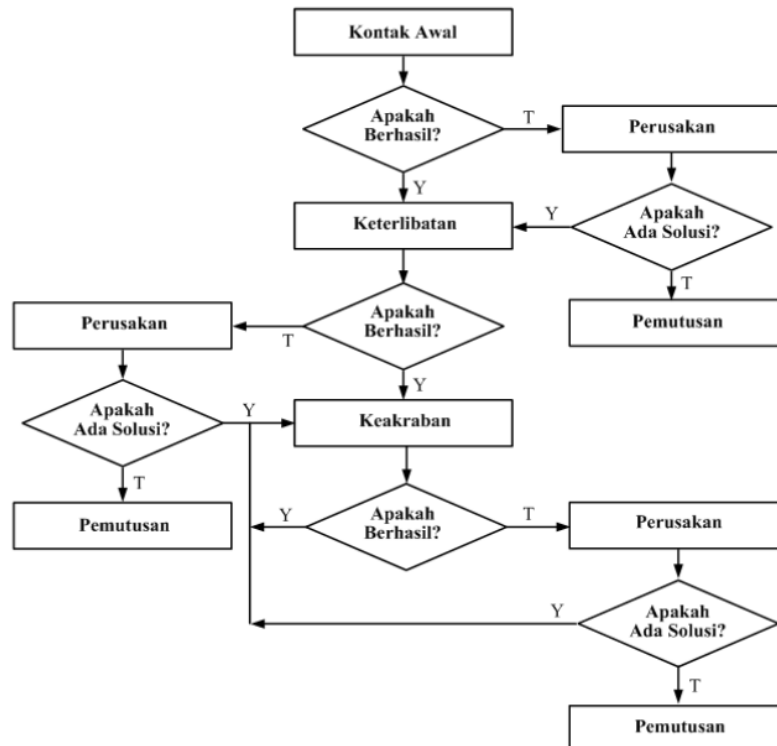 Kontak Awal
Apakah
Berhasil?
T
Perusakan
Y
Keterlibatan
Y
Apakah
Ada Solusi?
T
Perusakan
T
Apakah
Berhasil?
Pemutusan
Y
Apakah
Ada Solusi?
Y
Keakraban
T
Pemutusan
Y
Apakah
Berhasil?
T
Perusakan
Y
Apakah
Ada Solusi?
T
Pemutusan